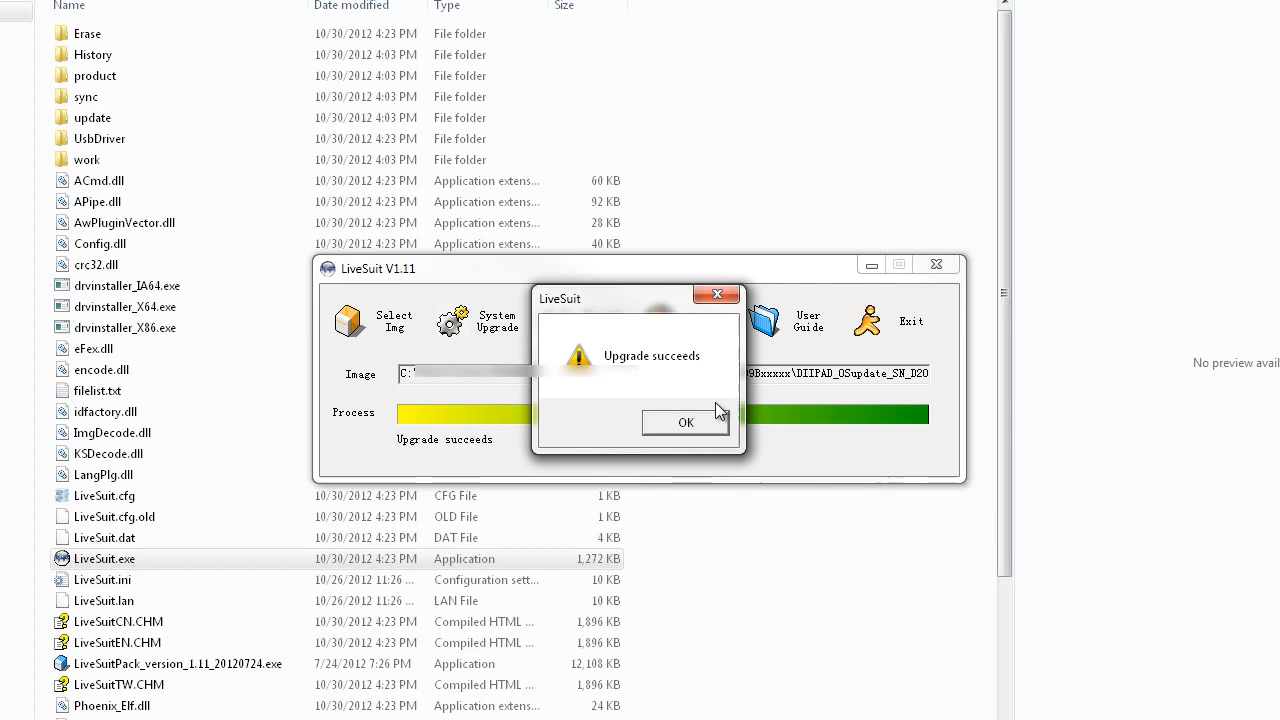 Name Date modified Type Size
Erase 10/30/2012 4:23 PM File folder
History 10/30/2012 4:03 PM File folder
product 10/30/2012 4:23 PM File folder
sync 10/30/2012 4:03 PM File folder
update 10/30/2012 4:03 PM File folder
UsbDriver 10/30/2012 4:23 PM File folder
work 10/30/2012 4:03 PM File folder
ACmd.dll 10/30/2012 4:23 PM Application extens... 60 KB
APipe.dll 10/30/2012 4:23 PM Application extens... 92 KB
AwPluginVector.dll 10/30/2012 4:23 PM Application extens... 28 KB
Config.dll 10/30/2012 4:23 PM Application extens... 40 KB
crc32.dll
drvinstaller_IA64.exe
drvinstaller_X64.exe
drvinstaller_X86.exe
eFex.dll
encode.dll
filelist.txt
idfactory.dll
ImgDecode.dll
KSDecode.dll
LangPlg.dll
LiveSuit.cfg 10/30/2012 4:23 PM CFG File 1 KB
LiveSuit.cfg.old 10/30/2012 4:23 PM OLD File 1 KB
LiveSuit.dat 10/30/2012 4:23 PM DAT File 4 KB
LiveSuit.exe 10/30/2012 4:23 PM Application 1,272 KB
LiveSuit.ini 10/26/2012 11:26 ... Configuration sett... 10 KB
LiveSuit.lan 10/26/2012 11:26 ... LAN File 10 KB
LiveSuitCN.CHM 10/30/2012 4:23 PM Compiled HTML ... 1,896 KB
LiveSuitEN.CHM 10/30/2012 4:23 PM Compiled HTML ... 1,896 KB
LiveSuitPack_version_1.11_20120724.exe 7/24/2012 7:26 PM Application 12,108 KB
LiveSuitTW.CHM 10/30/2012 4:23 PM Compiled HTML ... 1,896 KB
Phoenix_Elf.dll 10/30/2012 4:23 PM Application extens... 24 KB
LiveSuit V1.11
Select
Img
System
Upgrade
User
Guide
Exit
Image C: 09Bxxxxx\DIIPAD_OSupdate_SN_D20
Process
Upgrade succeeds
LiveSuit
Upgrade succeeds
OK
No preview avail